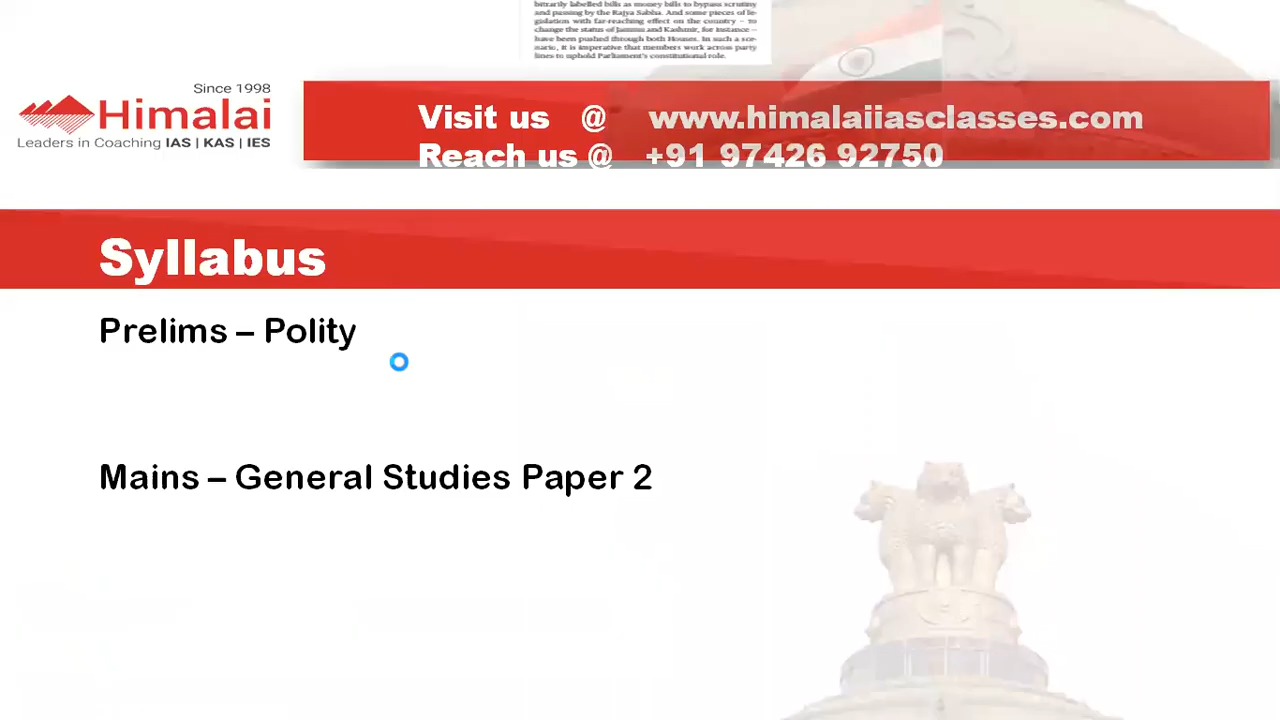 bitrarily labelled bills as money bills to bypass scrutiny
and passing by the Rajya Sabha. And some pieces of le-
gislation with far-reaching effect on the country – to
change the status of Jammu and Kashmir, for instance –
have been pushed through both Houses. In such a sce-
nario, it is imperative that members work across party
lines to uphold Parliament's constitutional role.
Since 1998
Himalai
Leaders in Coaching IAS | KAS | IES
Visit us @ www.himalaiiasclasses.com
Reach us @ +91 97426 92750
Syllabus
Prelims – Polity
Mains – General Studies Paper 2